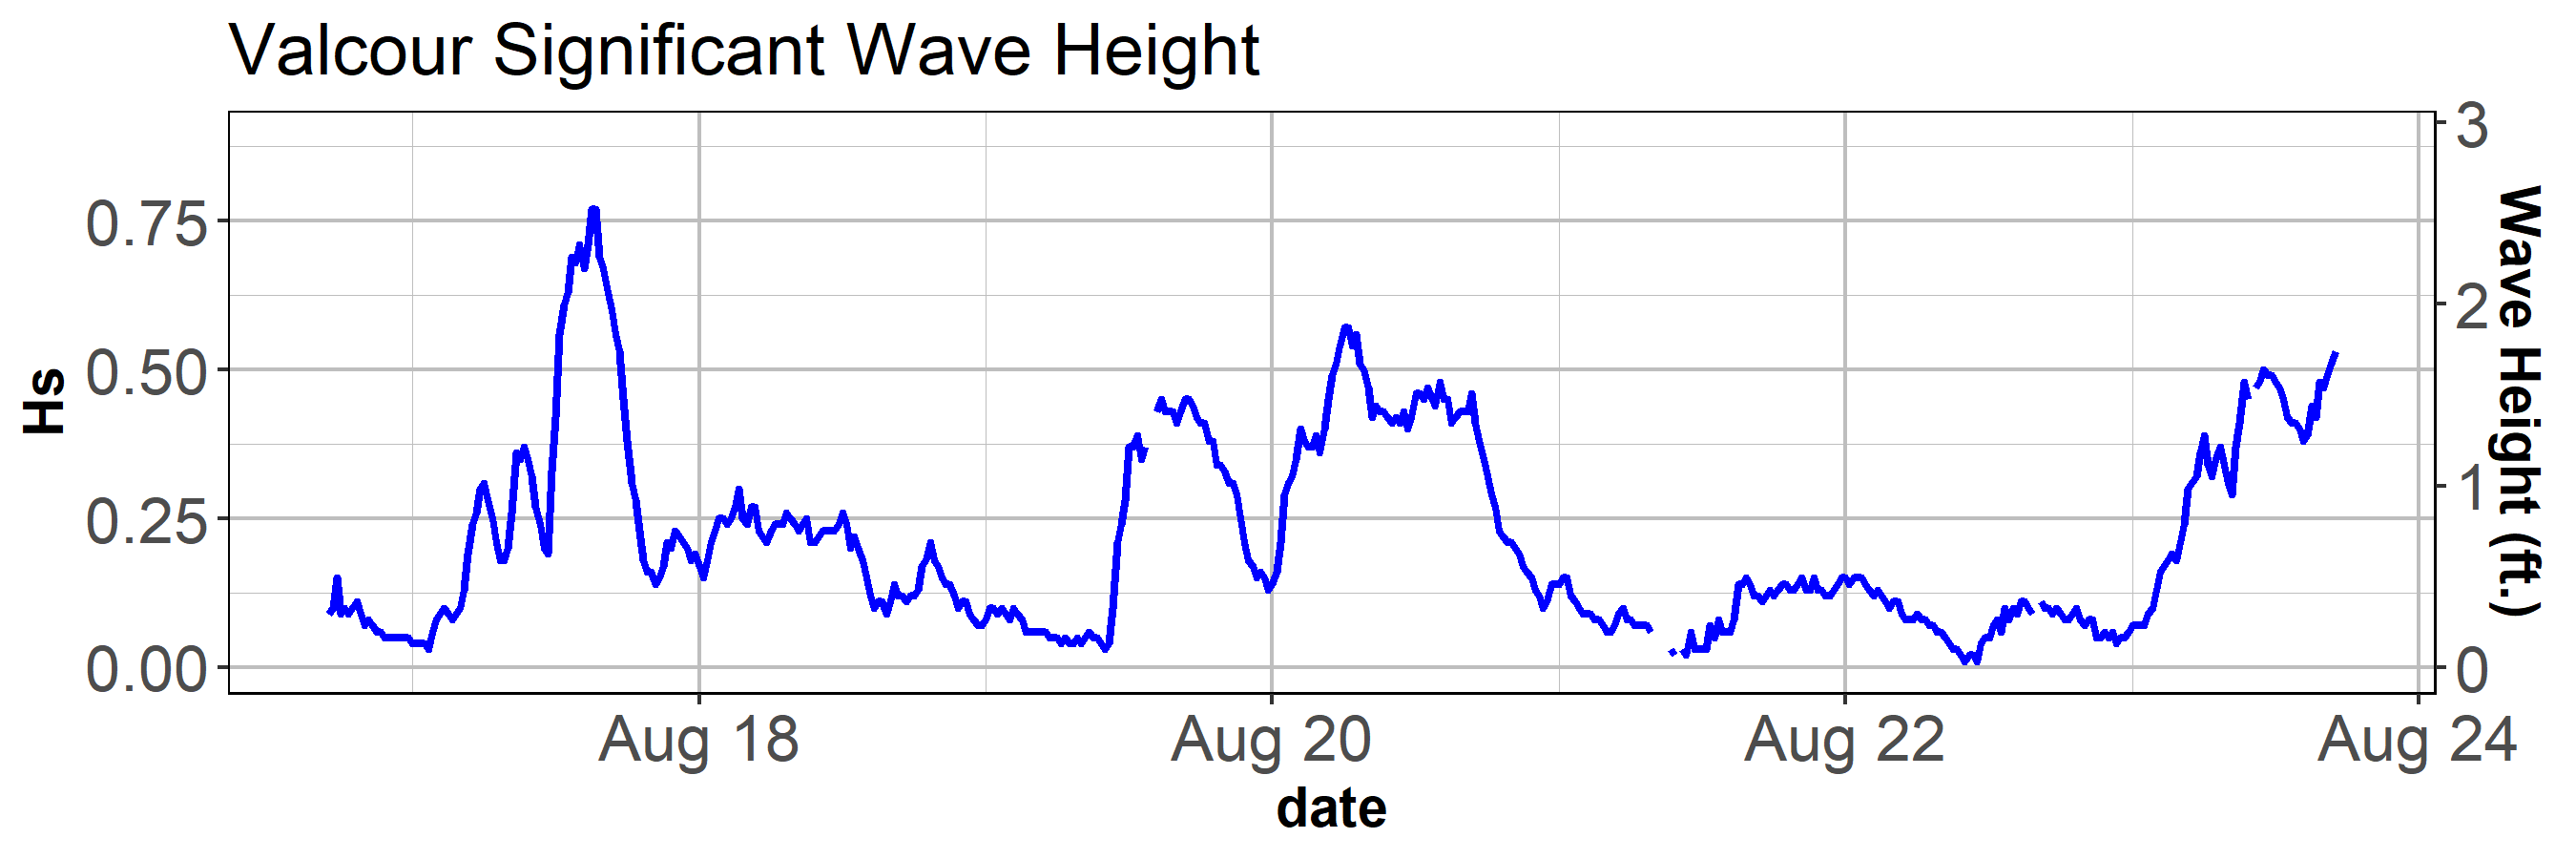 Valcour Significant Wave Height
Hs
0.75
0.50
0.25
0.00
3
2
1
0
Wave Height (ft.)
Aug 18
Aug 20
Aug 22
Aug 24
date